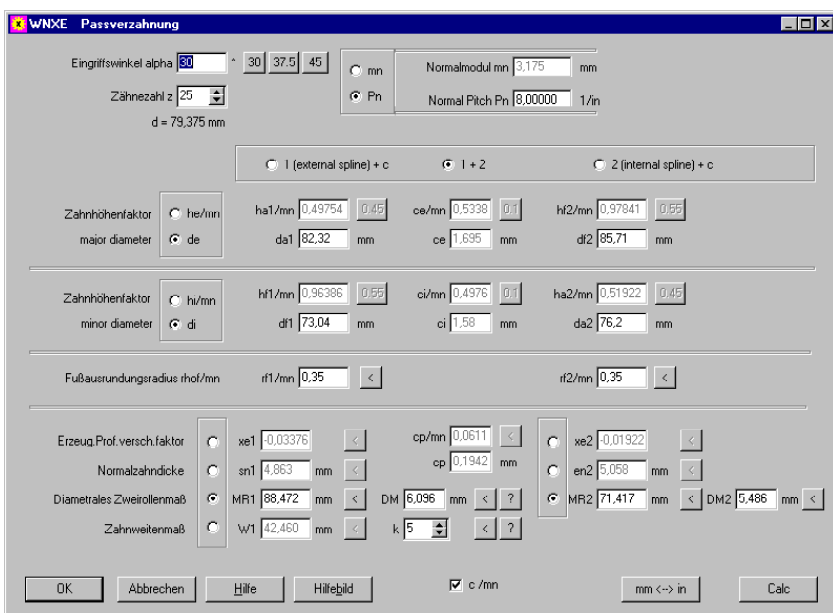 WNXE Passverzahnung
Eingriffswinkel alpha 30 ° 30 37.5 45
mn Normalmodul mn 3,175 mm
Zähnezahl z 25
Pn Normal Pitch Pn 8,00000 1/in
d = 79,375 mm
1 (external spline) + c 1 + 2 2 (internal spline) + c
Zahnhöhenfaktor he/mn ha1/mn 0,49754 0.45 ce/mn 0,5338 0.1 hf2/mn 0,97841 0.55
major diameter de da1 82,32 mm ce 1,695 mm df2 85,71 mm
Zahnhöhenfaktor hi/mn hf1/mn 0,96386 0.55 ci/mn 0,4976 0.1 ha2/mn 0,51922 0.45
minor diameter di df1 73,04 mm ci 1,58 mm da2 76,2 mm
Fußausrundungsradius rhof/mn rf1/mn 0,35 < rf2/mn 0,35 <
Erzeug.Prof.versch.faktor xe1 -0,03376 < cp/mn 0,0611 < xe2 -0,01922 <
Normalzahndicke sn1 4,863 mm < cp 0,1942 mm en2 5,058 mm <
Diametrales Zweirollenmaß MR1 88,472 mm < DM 6,096 mm < ? MR2 71,417 mm < DM2 5,486 mm <
Zahnweitenmaß W1 42,460 mm < k 5 < ?
OK Abbrechen Hilfe Hilfebild c /mn mm <--> in Calc